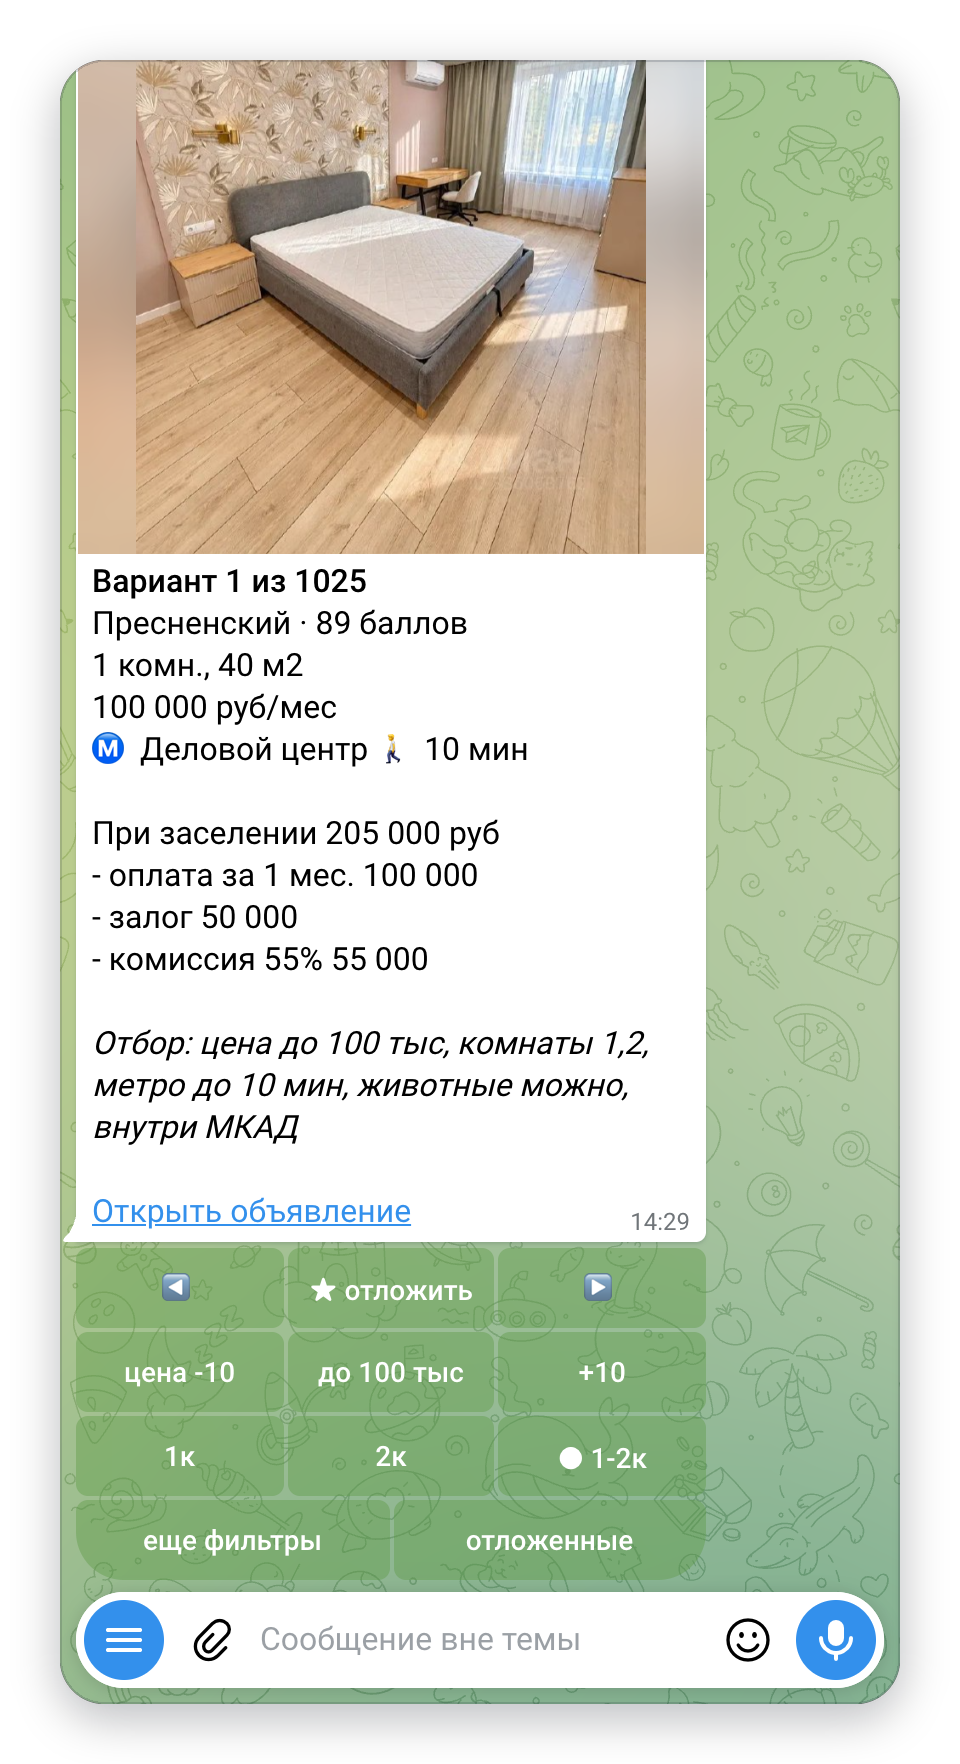 Вариант 1 из 1025
Пресненский · 89 баллов
1 комн., 40 м2
100 000 руб/мес
Ⓜ️ Деловой центр 🚶 10 мин
При заселении 205 000 руб
- оплата за 1 мес. 100 000
- залог 50 000
- комиссия 55% 55 000
Отбор: цена до 100 тыс, комнаты 1,2,
метро до 10 мин, животные можно,
внутри МКАД
Открыть объявление
14:29
◀️ ★ отложить ▶️
цена -10 до 100 тыс +10
1к 2к ● 1-2к
еще фильтры отложенные
Сообщение вне темы